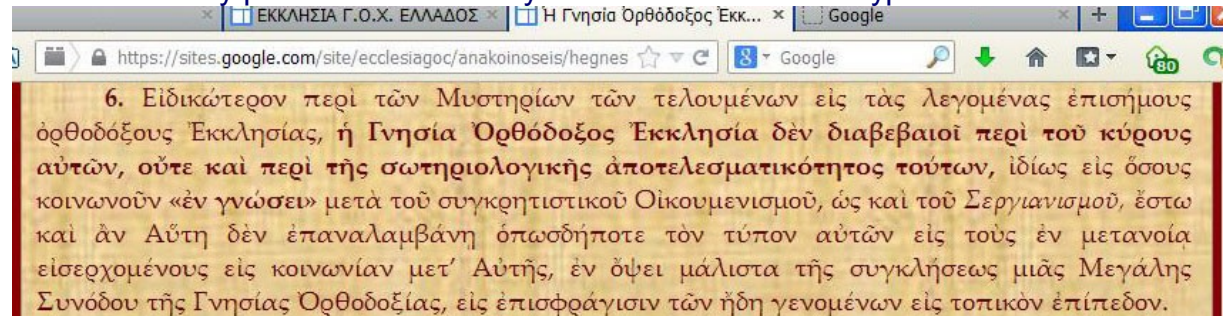 ΕΚΚΛΗΣΙΑ Γ.Ο.Χ. ΕΛΛΑΔΟΣ Ἡ Γνησία Ὀρθόδοξος Ἐκκ... Google
https://sites.google.com/site/ecclesiagoc/anakoinoseis/hegnes Google 80
6. Εἰδικώτερον περὶ τῶν Μυστηρίων τῶν τελουμένων εἰς τὰς λεγομένας ἐπισήμους
ὀρθοδόξους Ἐκκλησίας, ἡ Γνησία Ὀρθόδοξος Ἐκκλησία δὲν διαβεβαιοῖ περὶ τοῦ κύρους
αὐτῶν, οὔτε καὶ περὶ τῆς σωτηριολογικῆς ἀποτελεσματικότητος τούτων, ἰδίως εἰς ὅσους
κοινωνοῦν «ἐν γνώσει» μετὰ τοῦ συγκρητιστικοῦ Οἰκουμενισμοῦ, ὡς καὶ τοῦ Σεργιανισμοῦ, ἔστω
καὶ ἂν Αὕτη δὲν ἐπαναλαμβάνῃ ὁπωσδήποτε τὸν τύπον αὐτῶν εἰς τοὺς ἐν μετανοίᾳ
εἰσερχομένους εἰς κοινωνίαν μετ' Αὐτῆς, ἐν ὄψει μάλιστα τῆς συγκλήσεως μιᾶς Μεγάλης
Συνόδου τῆς Γνησίας Ὀρθοδοξίας, εἰς ἐπισφράγισιν τῶν ἤδη γενομένων εἰς τοπικὸν ἐπίπεδον.